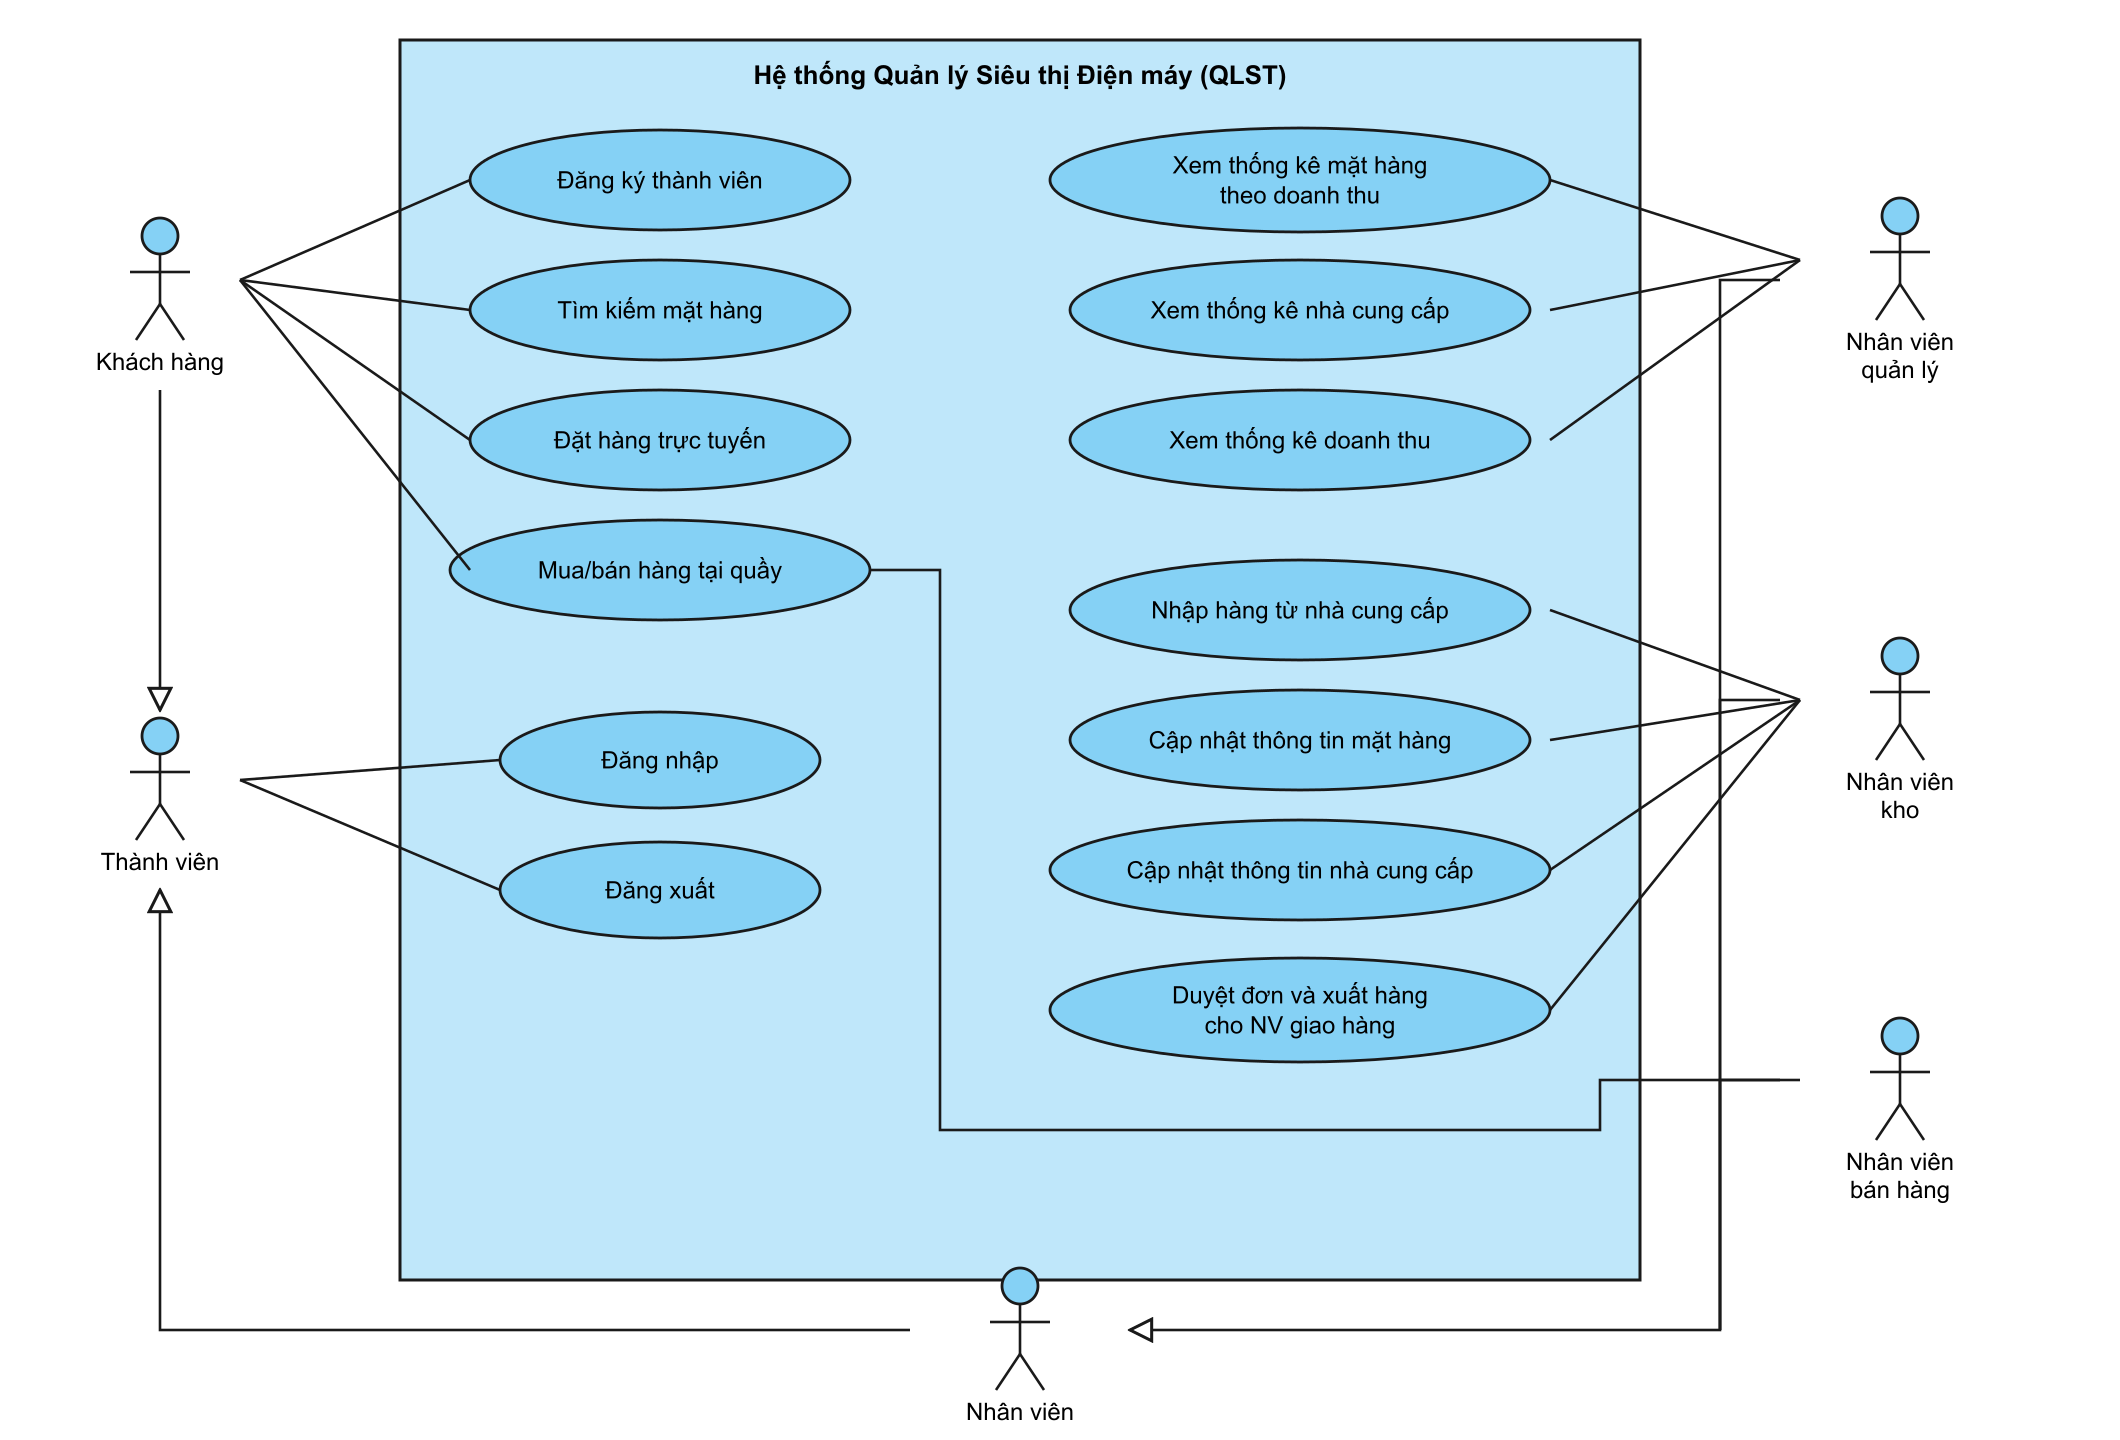 Hệ thống Quản lý Siêu thị Điện máy (QLST)
Đăng ký thành viên
Tìm kiếm mặt hàng
Đặt hàng trực tuyến
Mua/bán hàng tại quầy
Đăng nhập
Đăng xuất
Xem thống kê mặt hàng
theo doanh thu
Xem thống kê nhà cung cấp
Xem thống kê doanh thu
Nhập hàng từ nhà cung cấp
Cập nhật thông tin mặt hàng
Cập nhật thông tin nhà cung cấp
Duyệt đơn và xuất hàng
cho NV giao hàng
Khách hàng
Thành viên
Nhân viên
quản lý
Nhân viên
kho
Nhân viên
bán hàng
Nhân viên